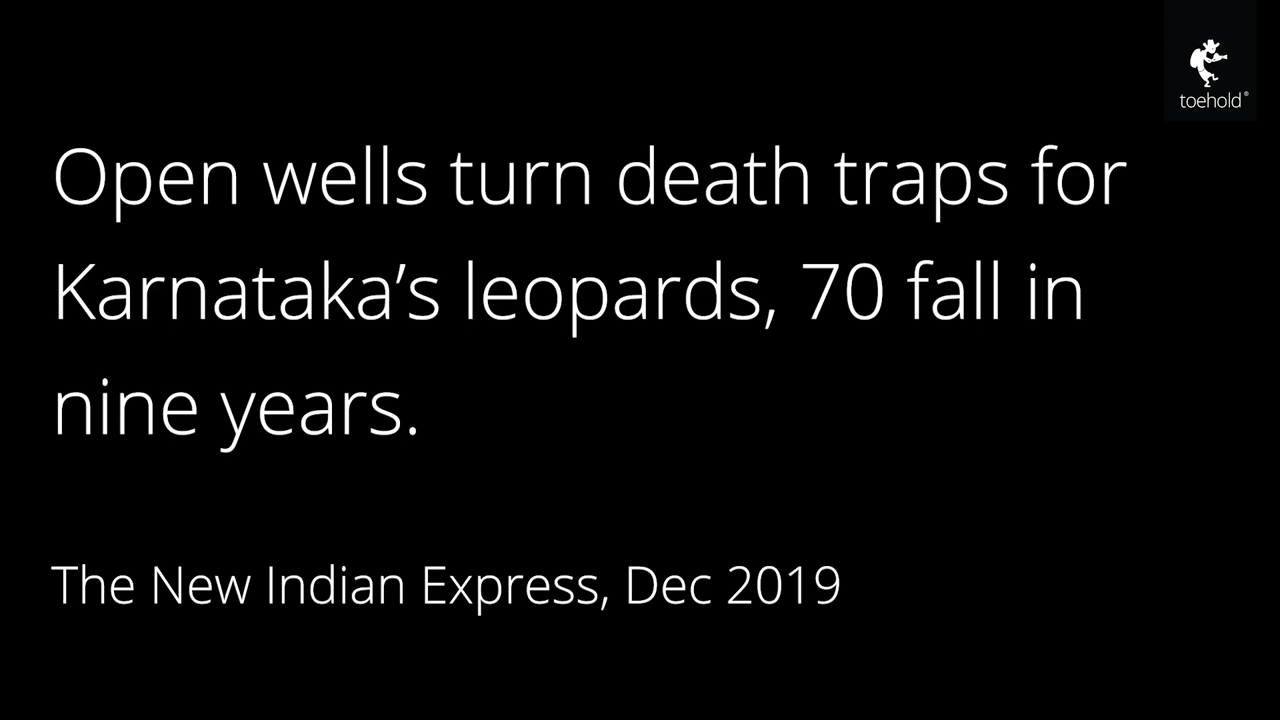 toehold®
Open wells turn death traps for
Karnataka’s leopards, 70 fall in
nine years.
The New Indian Express, Dec 2019